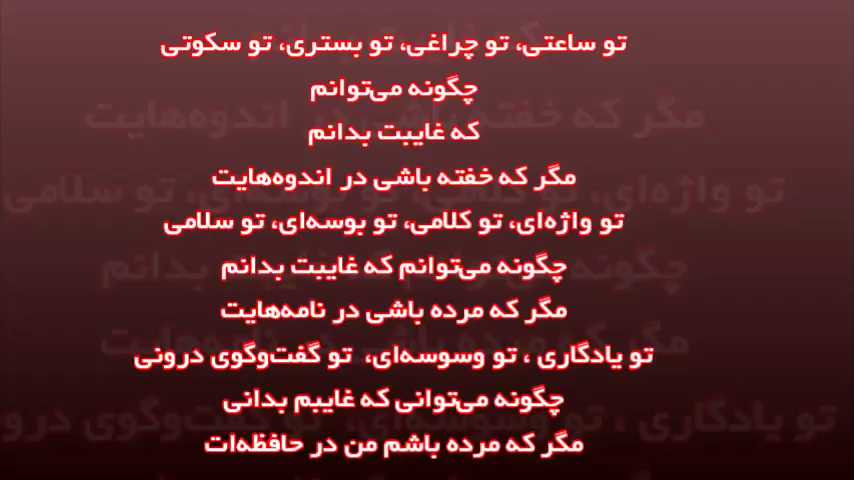 تو ساعتی، تو چراغی، تو بستری، تو سکوتی
چگونه می‌توانم
که غایبت بدانم
مگر که خفته باشی در اندوه‌هایت
تو واژه‌ای، تو کلامی، تو بوسه‌ای، تو سلامی
چگونه می‌توانم که غایبت بدانم
مگر که مرده باشی در نامه‌هایت
تو یادگاری ، تو وسوسه‌ای، تو گفت‌وگوی درونی
چگونه می‌توانی که غایبم بدانی
مگر که مرده باشم من در حافظه‌ات